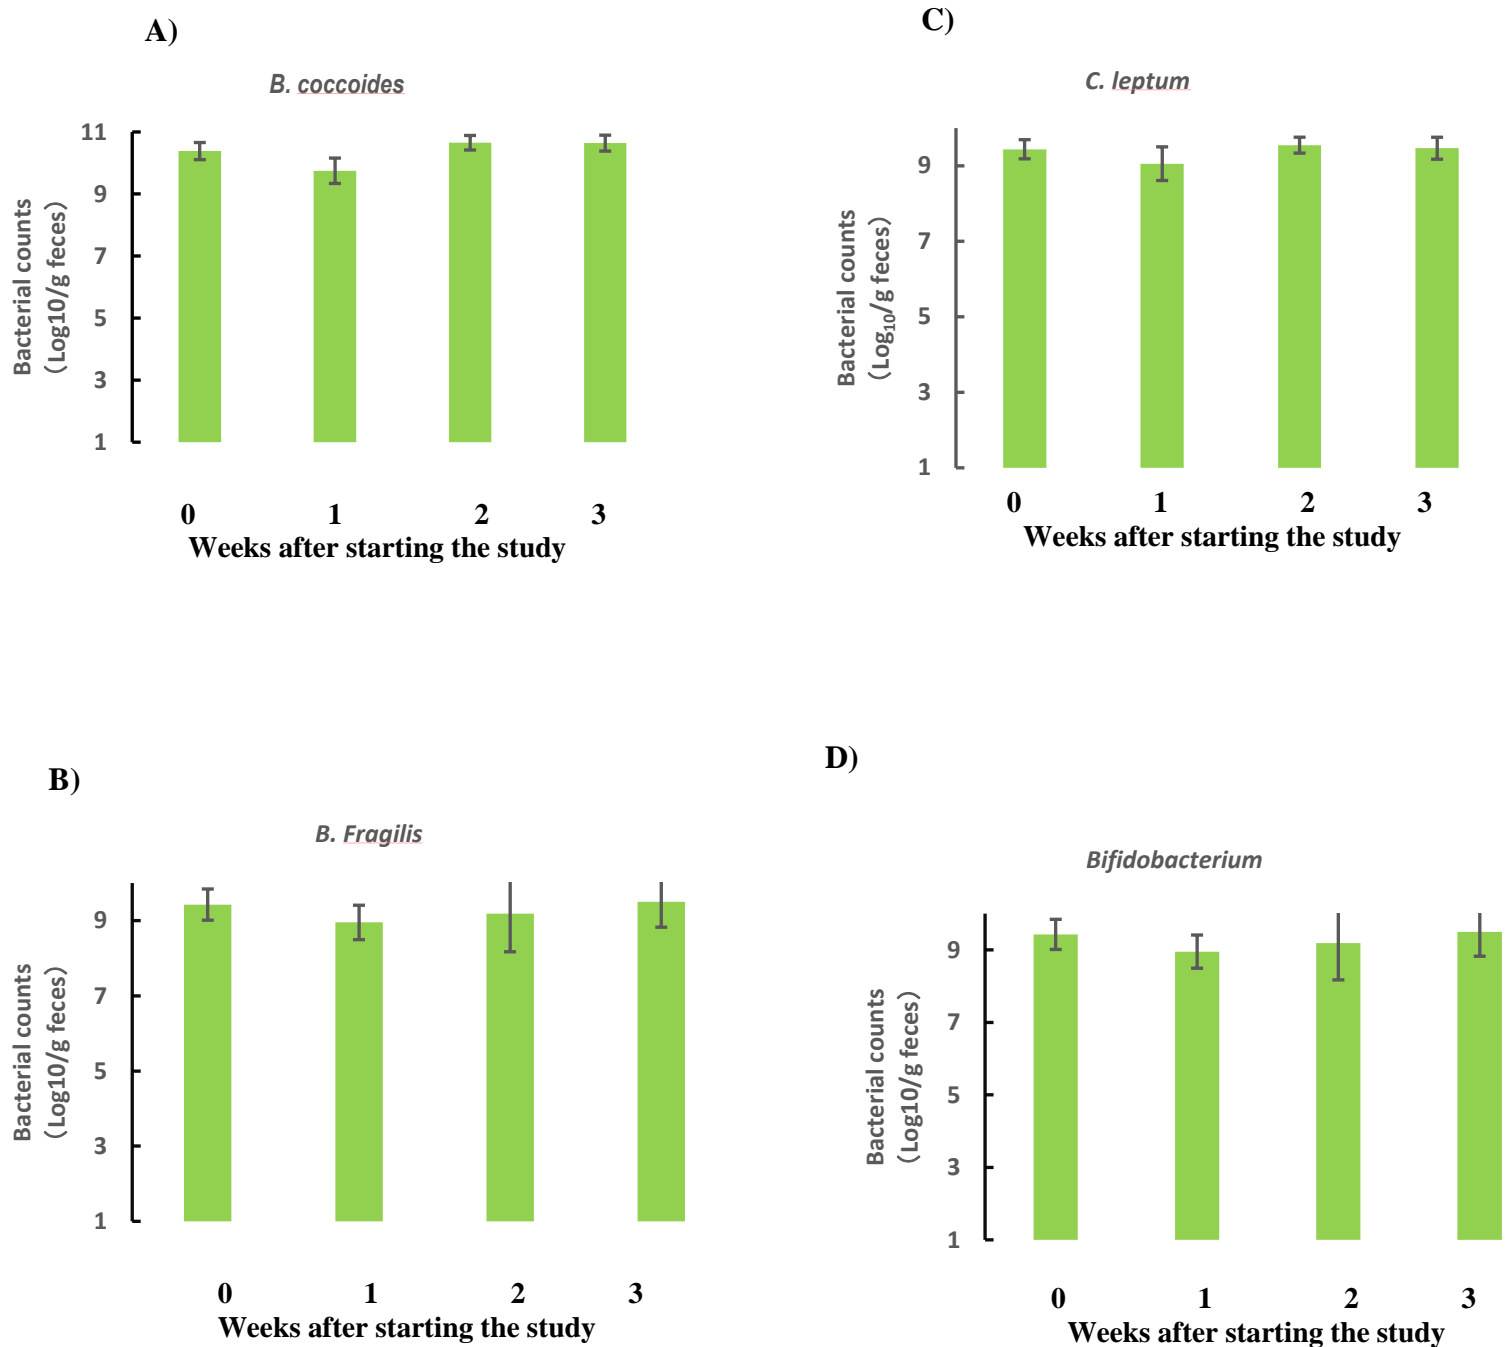 A)
B. coccoides
Bacterial counts
(Log10/g feces)
11
9
7
5
3
1
0 1 2 3
Weeks after starting the study
C)
C. leptum
Bacterial counts
(Log₁₀/g feces)
9
7
5
3
1
0 1 2 3
Weeks after starting the study
B)
B. Fragilis
Bacterial counts
(Log10/g feces)
9
7
5
3
1
0 1 2 3
Weeks after starting the study
D)
Bifidobacterium
Bacterial counts
(Log10/g feces)
9
7
5
3
1
0 1 2 3
Weeks after starting the study